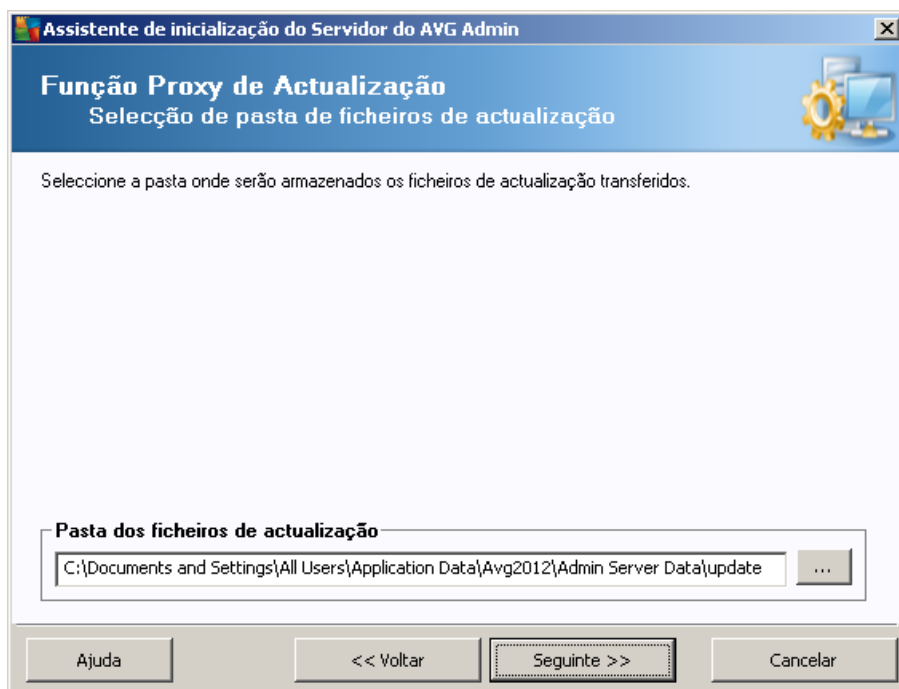 Assistente de inicialização do Servidor do AVG Admin
Função Proxy de Actualização
Selecção de pasta de ficheiros de actualização
Seleccione a pasta onde serão armazenados os ficheiros de actualização transferidos.
Pasta dos ficheiros de actualização
C:\Documents and Settings\All Users\Application Data\Avg2012\Admin Server Data\update
...
Ajuda
<< Voltar
Seguinte >>
Cancelar